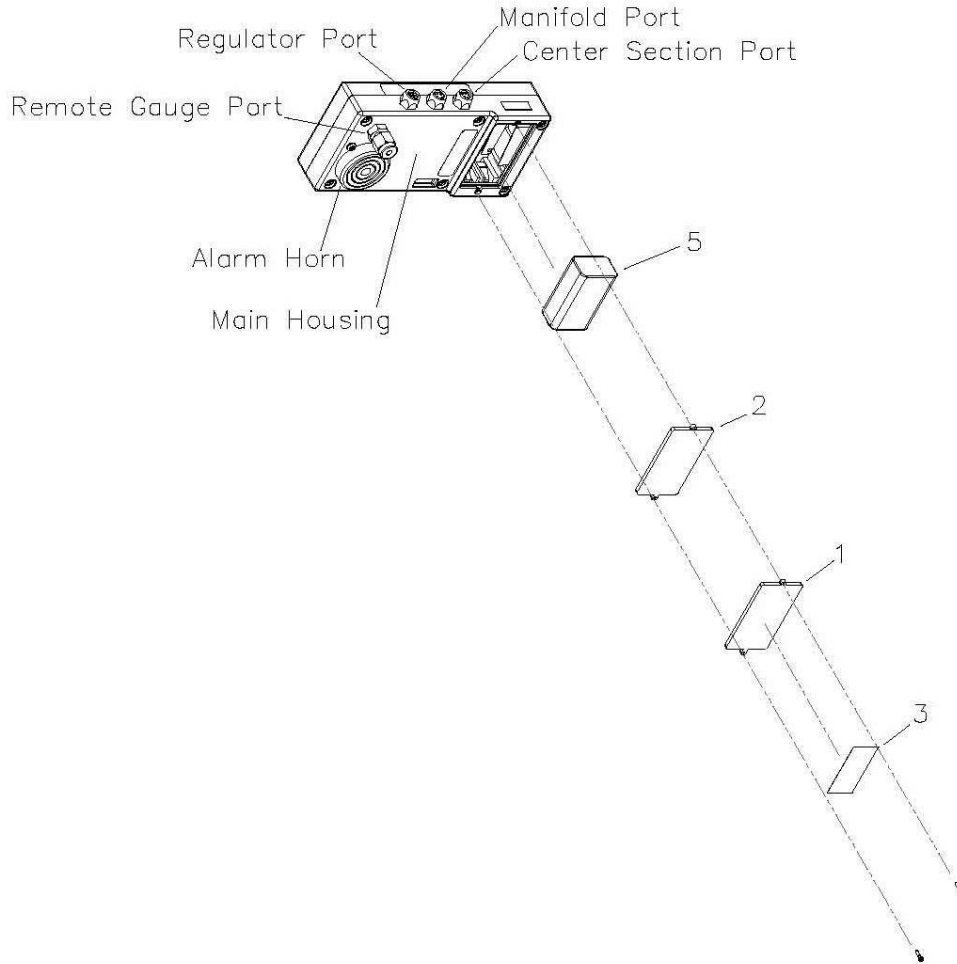 Manifold Port
Regulator Port
Center Section Port
Remote Gauge Port
5
Alarm Horn
Main Housing
2
1
3